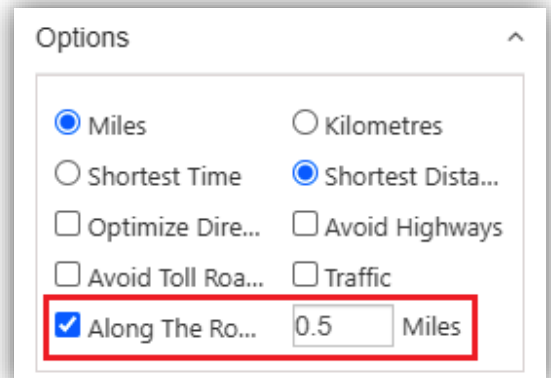 Options
Miles Kilometres
Shortest Time Shortest Dista...
Optimize Dire... Avoid Highways
Avoid Toll Roa... Traffic
Along The Ro... 0.5 Miles